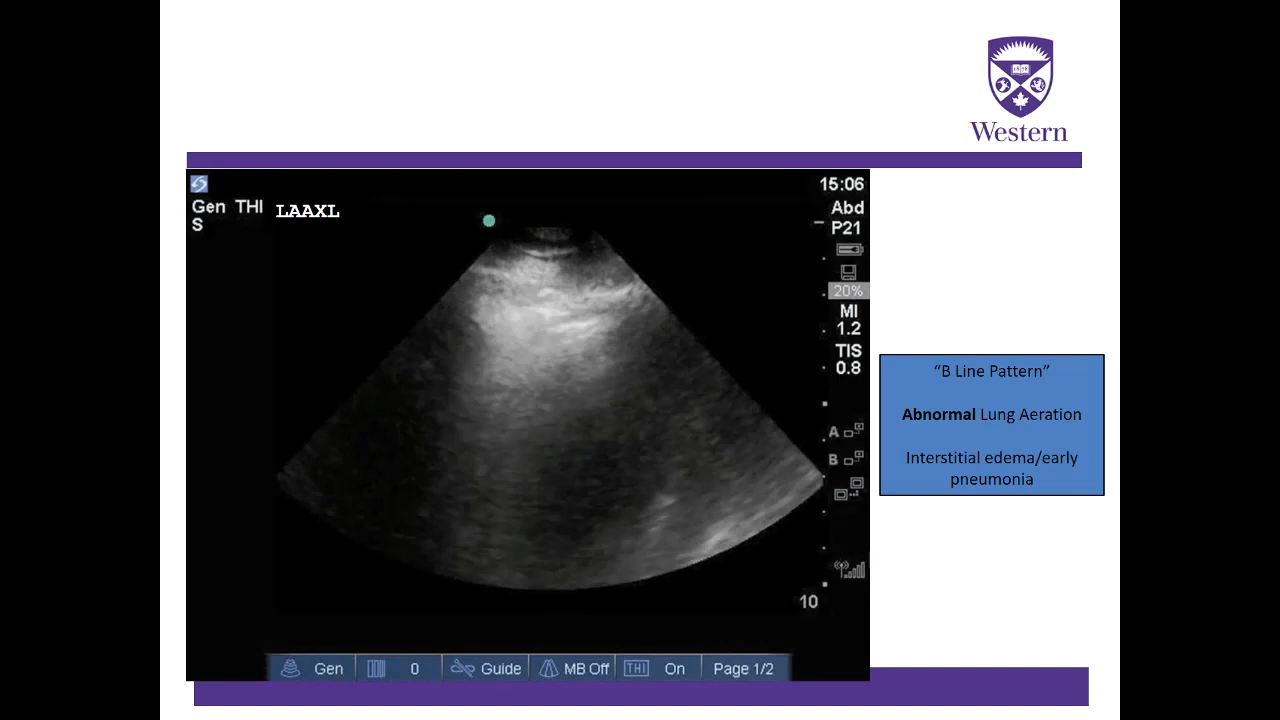 Western
15:06
Gen THI
LAAXL
Abd
S
P21
20%
MI
1.2
TIS
0.8
A
B
10
“B Line Pattern”
Abnormal Lung Aeration
Interstitial edema/early
pneumonia
Gen 0 Guide MB Off THI On Page 1/2